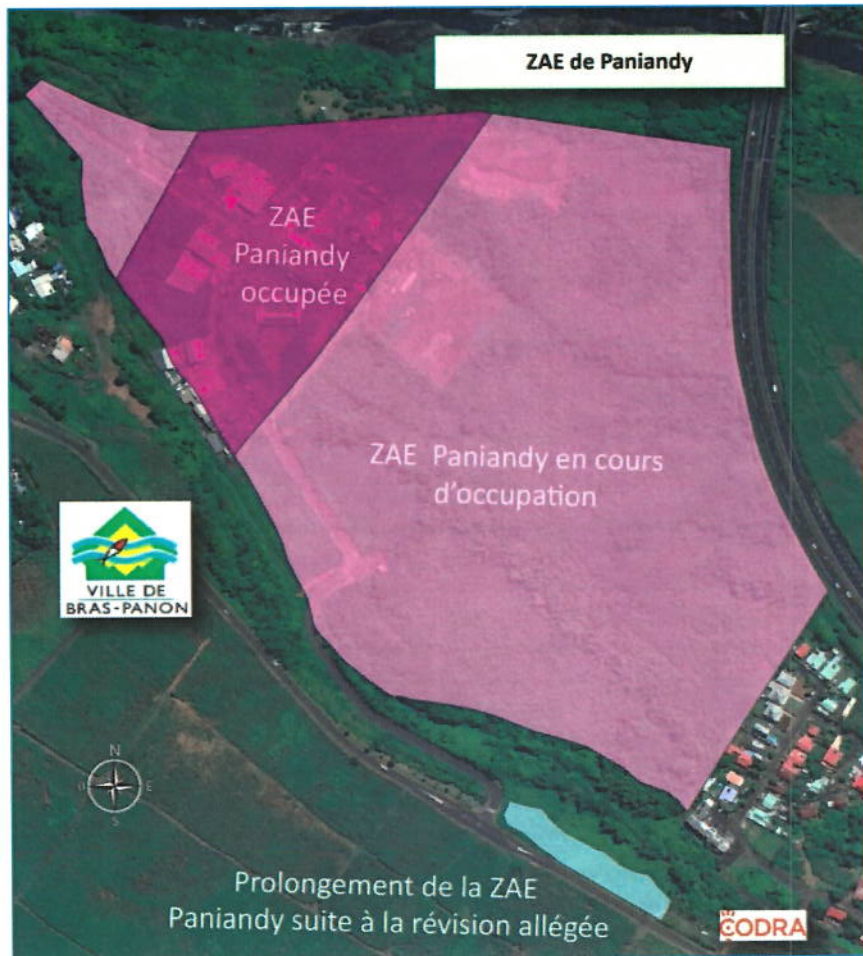 ZAE de Paniandy
ZAE
Paniandy
occupée
ZAE Paniandy en cours
d'occupation
VILLE DE
BRAS-PANON
N
E
S
Prolongement de la ZAE
Paniandy suite à la révision allégée
CODRA